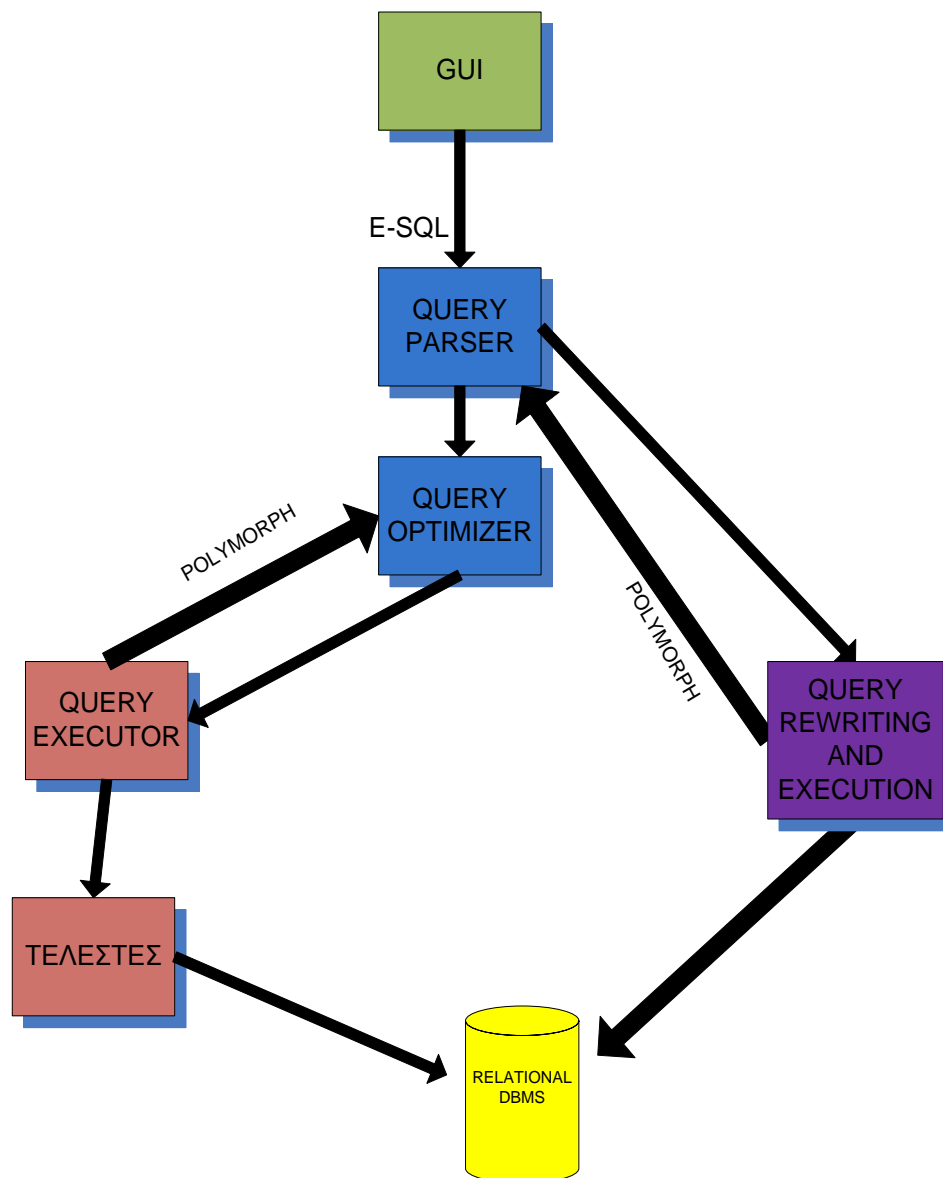 GUI
E-SQL
QUERY
PARSER
QUERY
OPTIMIZER
POLYMORPH
POLYMORPH
QUERY
EXECUTOR
QUERY
REWRITING
AND
EXECUTION
ΤΕΛΕΣΤΕΣ
RELATIONAL
DBMS